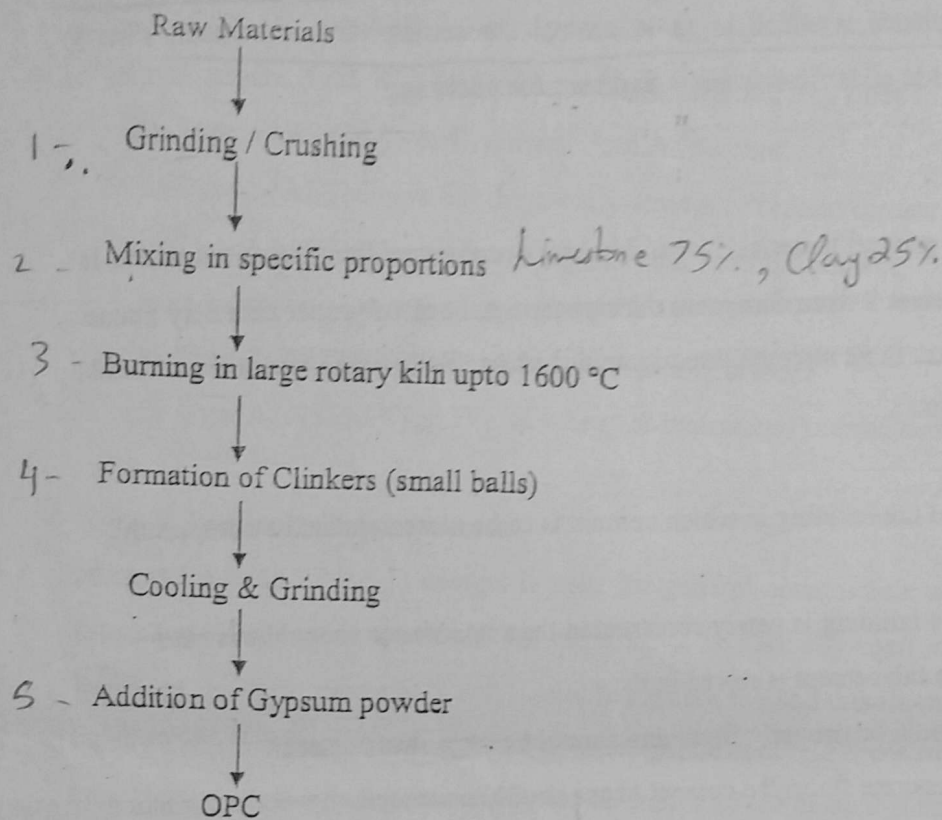 Raw Materials
1 - Grinding / Crushing
2 - Mixing in specific proportions Limestone 75%, Clay 25%
3 - Burning in large rotary kiln upto 1600 °C
4 - Formation of Clinkers (small balls)
Cooling & Grinding
5 - Addition of Gypsum powder
OPC